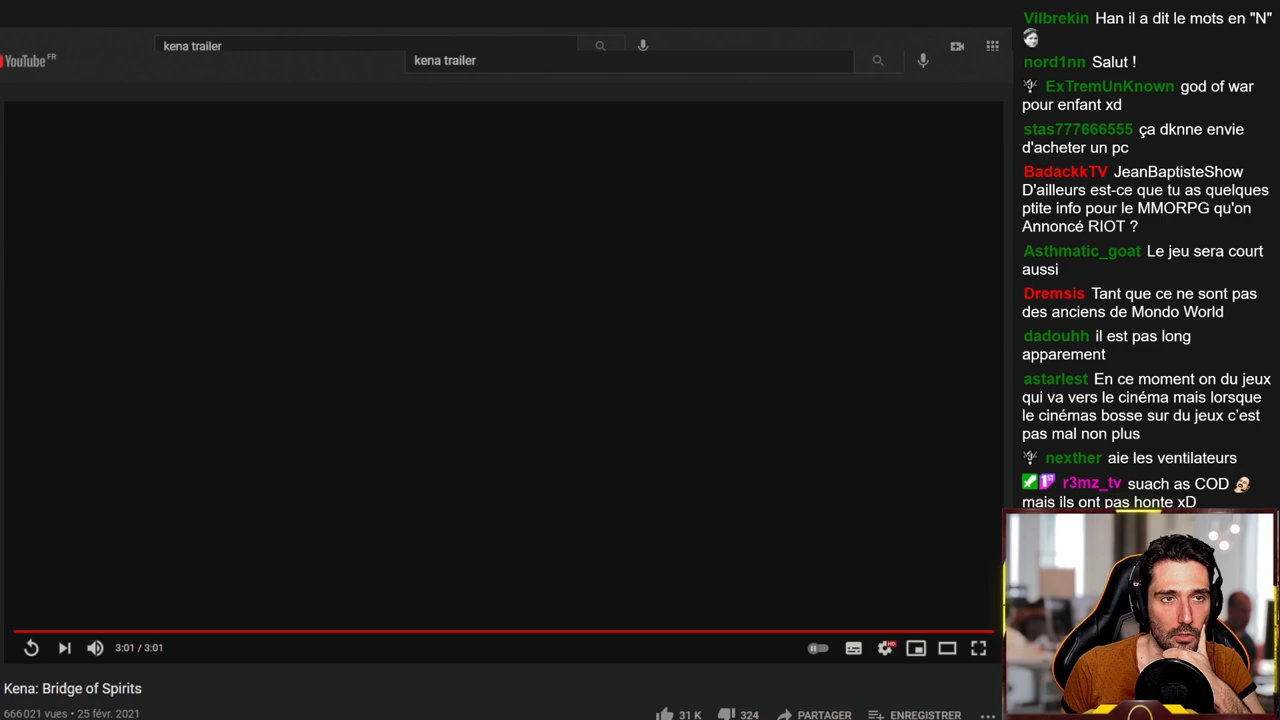 kena trailer
YouTube FR
kena trailer
3:01 / 3:01
HD
Kena: Bridge of Spirits
666 021 vues • 25 févr. 2021
31 K
324
PARTAGER
ENREGISTRER
Vilbrekin Han il a dit le mots en "N"
nord1nn Salut !
ExTremUnKnown god of war
pour enfant xd
stas777666555 ça dknne envie
d'acheter un pc
BadackkTV JeanBaptisteShow
D'ailleurs est-ce que tu as quelques
ptite info pour le MMORPG qu'on
Annoncé RIOT ?
Asthmatic_goat Le jeu sera court
aussi
Dremsis Tant que ce ne sont pas
des anciens de Mondo World
dadouhh il est pas long
apparement
astarlest En ce moment on du jeux
qui va vers le cinéma mais lorsque
le cinémas bosse sur du jeux c'est
pas mal non plus
nexther aie les ventilateurs
r3mz_tv suach as COD
mais ils ont pas honte xD